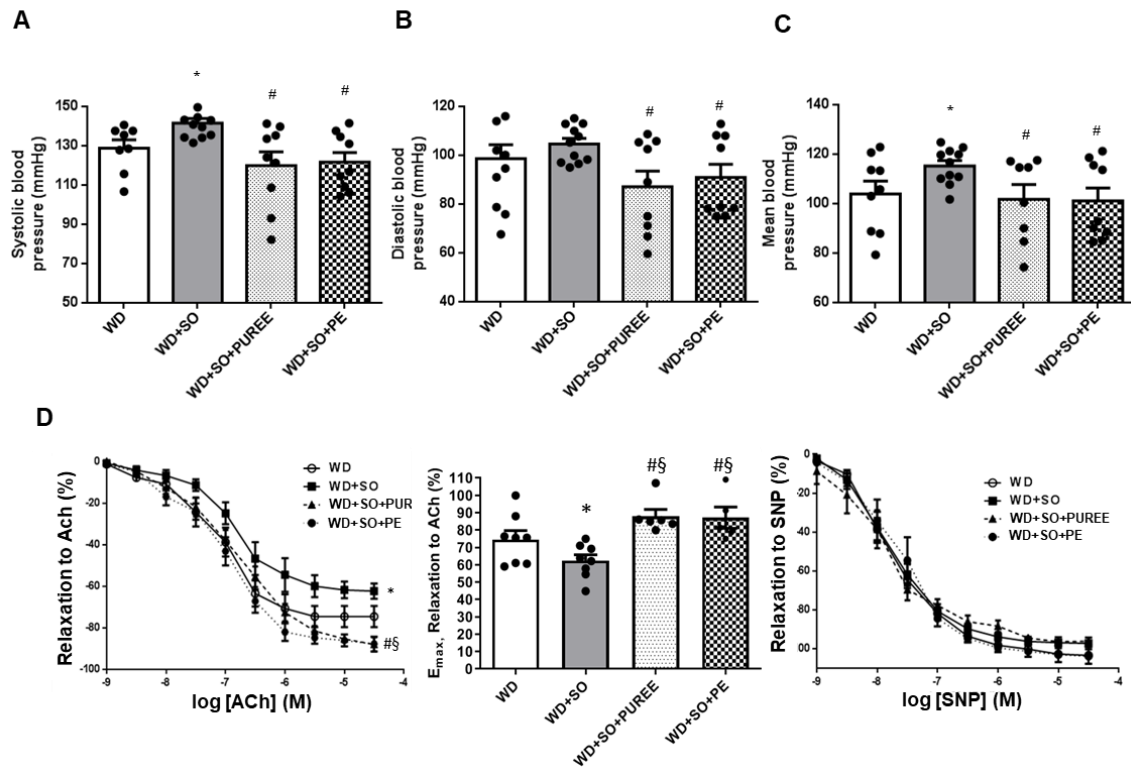 A
B
C
Systolic blood
pressure (mmHg)
150
130
110
90
70
50
*
#
#
WD
WD+SO
WD+SO+PUREE
WD+SO+PE
Diastolic blood
pressure (mmHg)
120
100
80
60
40
#
#
WD
WD+SO
WD+SO+PUREE
WD+SO+PE
Mean blood
pressure (mmHg)
140
120
100
80
60
*
#
#
WD
WD+SO
WD+SO+PUREE
WD+SO+PE
D
Relaxation to Ach (%)
0
-20
-40
-60
-80
-100
-9
-8
-7
-6
-5
-4
log [ACh] (M)
WD
WD+SO
WD+SO+PUR
WD+SO+PE
*
#§
Emax, Relaxation to ACh (%)
110
100
90
80
70
60
50
40
30
20
10
0
*
#§
#§
WD
WD+SO
WD+SO+PUREE
WD+SO+PE
Relaxation to SNP (%)
0
-20
-40
-60
-80
00
-9
-8
-7
-6
-5
-4
log [SNP] (M)
WD
WD+SO
WD+SO+PUREE
WD+SO+PE